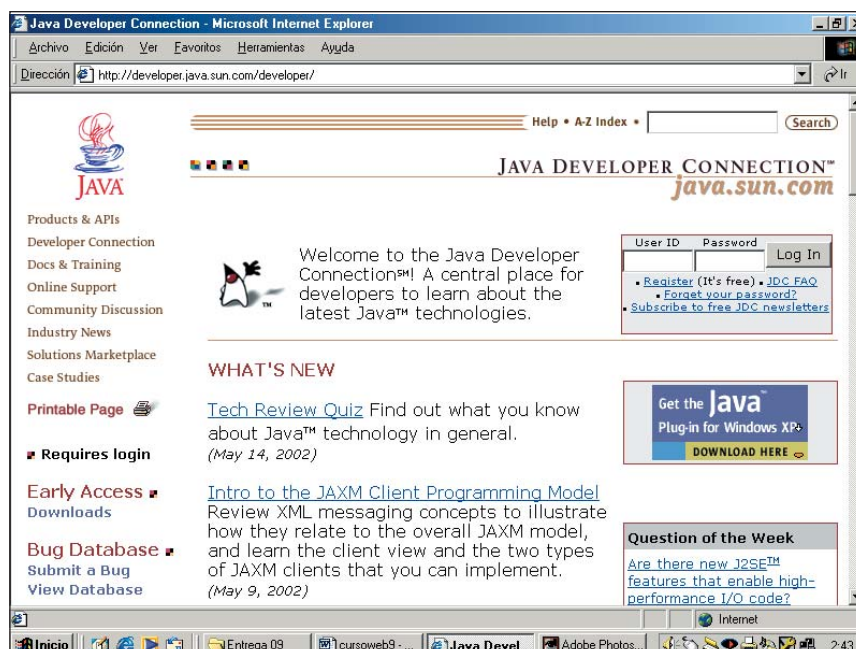 Java Developer Connection - Microsoft Internet Explorer
Archivo Edición Ver Favoritos Herramientas Ayuda
Dirección http://developer.java.sun.com/developer/ Ir
Help • A-Z Index • Search
JAVA
JAVA DEVELOPER CONNECTION℠
java.sun.com
Products & APIs
Developer Connection
Docs & Training
Online Support
Community Discussion
Industry News
Solutions Marketplace
Case Studies
Printable Page
Requires login
Early Access
Downloads
Bug Database
Submit a Bug
View Database
™
Welcome to the Java Developer
Connection℠! A central place for
developers to learn about the
latest Java™ technologies.
WHAT'S NEW
Tech Review Quiz Find out what you know
about Java™ technology in general.
(May 14, 2002)
Intro to the JAXM Client Programming Model
Review XML messaging concepts to illustrate
how they relate to the overall JAXM model,
and learn the client view and the two types
of JAXM clients that you can implement.
(May 9, 2002)
User ID Password
Log In
Register (It's free) JDC FAQ
Forget your password?
Subscribe to free JDC newsletters
Get the Java™
Plug-in for Windows XP
DOWNLOAD HERE
Question of the Week
Are there new J2SE™
features that enable high-
performance I/O code?
Internet
Inicio Entrega 09 cursoweb9 - ... Java Devel... Adobe Photos... 2:43